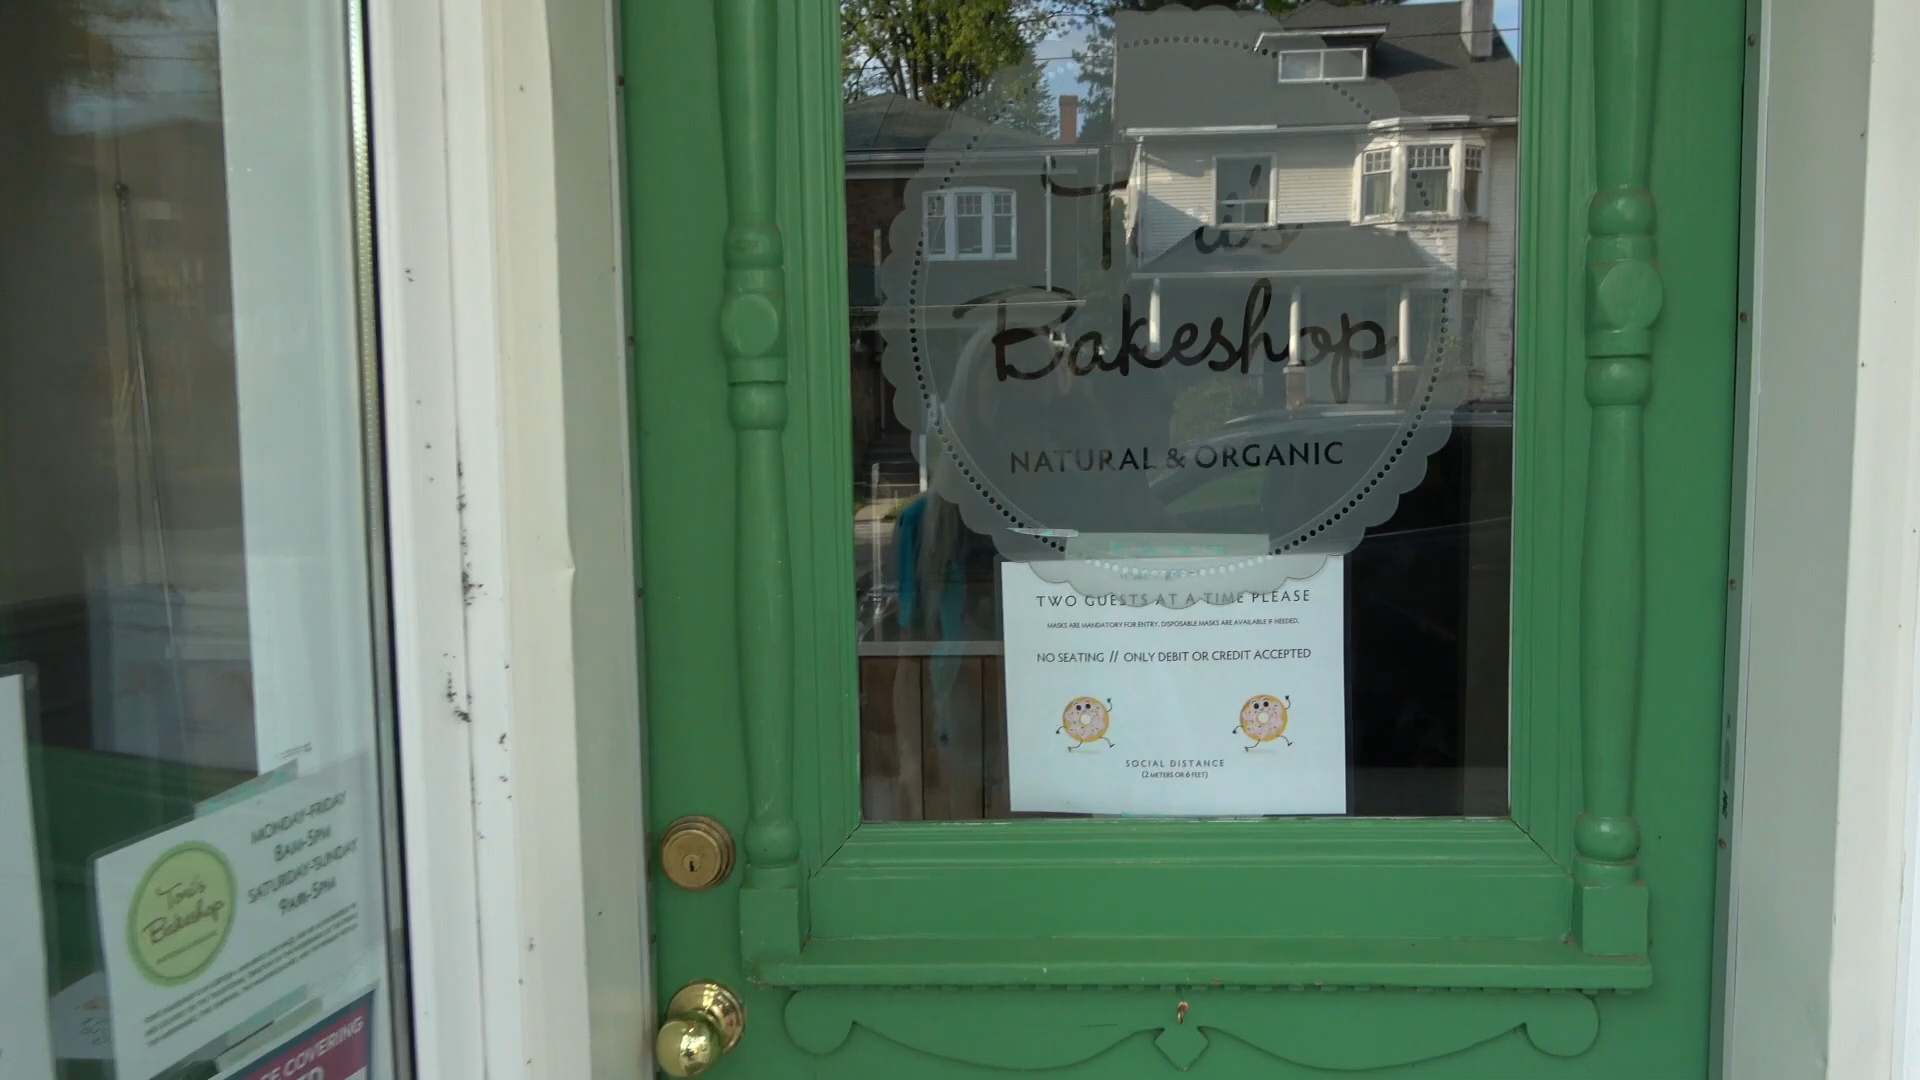 Bakeshop
NATURAL & ORGANIC
TWO GUESTS AT A TIME PLEASE
MASKS ARE MANDATORY FOR ENTRY. DISPOSABLE MASKS ARE AVAILABLE IF NEEDED.
NO SEATING // ONLY DEBIT OR CREDIT ACCEPTED
SOCIAL DISTANCE
(2 METERS OR 6 FEET)
MONDAY-FRIDAY
8AM-5PM
SATURDAY-SUNDAY
9AM-5PM
Tori's
Bakeshop
COVERING